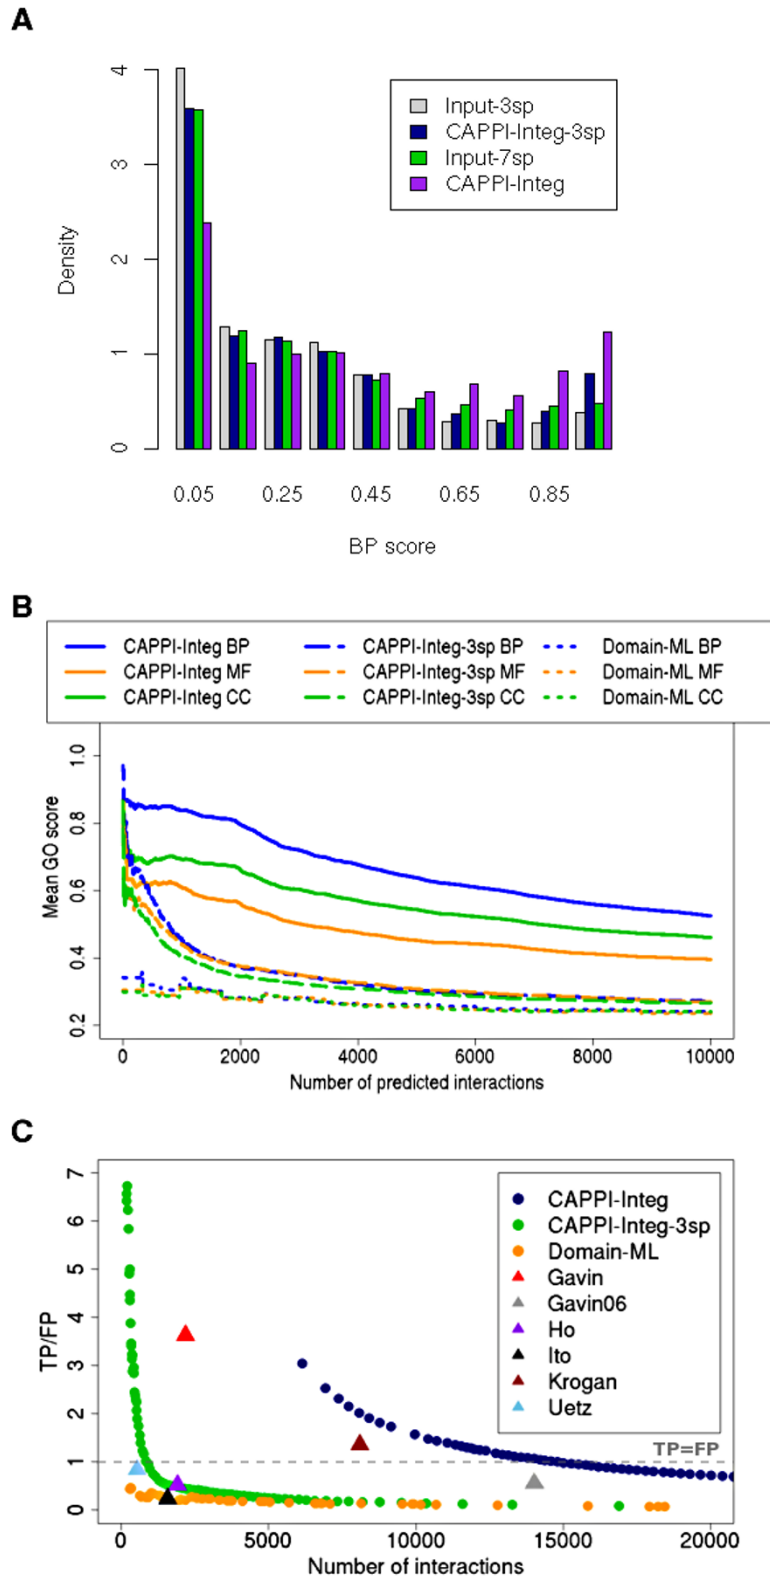 A
4
3
2
1
0
Density
Input-3sp
CAPPI-Integ-3sp
Input-7sp
CAPPI-Integ
0.05 0.25 0.45 0.65 0.85
BP score
B
CAPPI-Integ BP CAPPI-Integ-3sp BP Domain-ML BP
CAPPI-Integ MF CAPPI-Integ-3sp MF Domain-ML MF
CAPPI-Integ CC CAPPI-Integ-3sp CC Domain-ML CC
1.0
0.8
0.6
0.4
0.2
Mean GO score
0 2000 4000 6000 8000 10000
Number of predicted interactions
C
7
6
5
4
3
2
1
0
TP/FP
CAPPI-Integ
CAPPI-Integ-3sp
Domain-ML
Gavin
Gavin06
Ho
Ito
Krogan
Uetz
TP=FP
0 5000 10000 15000 20000
Number of interactions